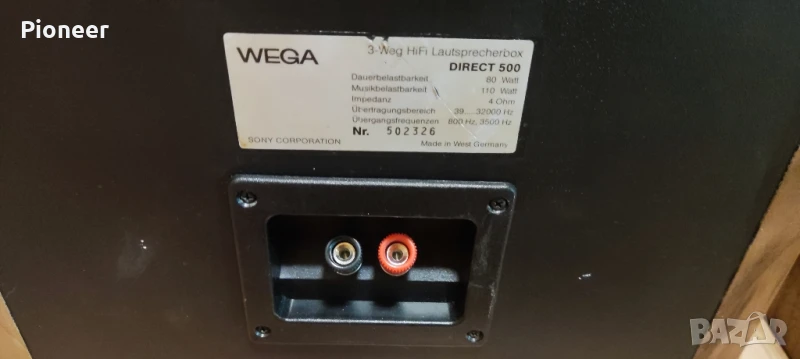 Pioneer
WEGA
3-Weg HiFi Lautsprecherbox
DIRECT 500
Dauerbelastbarkeit 80 Watt
Musikbelastbarkeit 110 Watt
Impedanz 4 Ohm
Übertragungsbereich 39....32000 Hz
Übergangsfrequenzen 800 Hz, 3500 Hz
Nr. 502326
SONY CORPORATION Made in West Germany
BAZAR